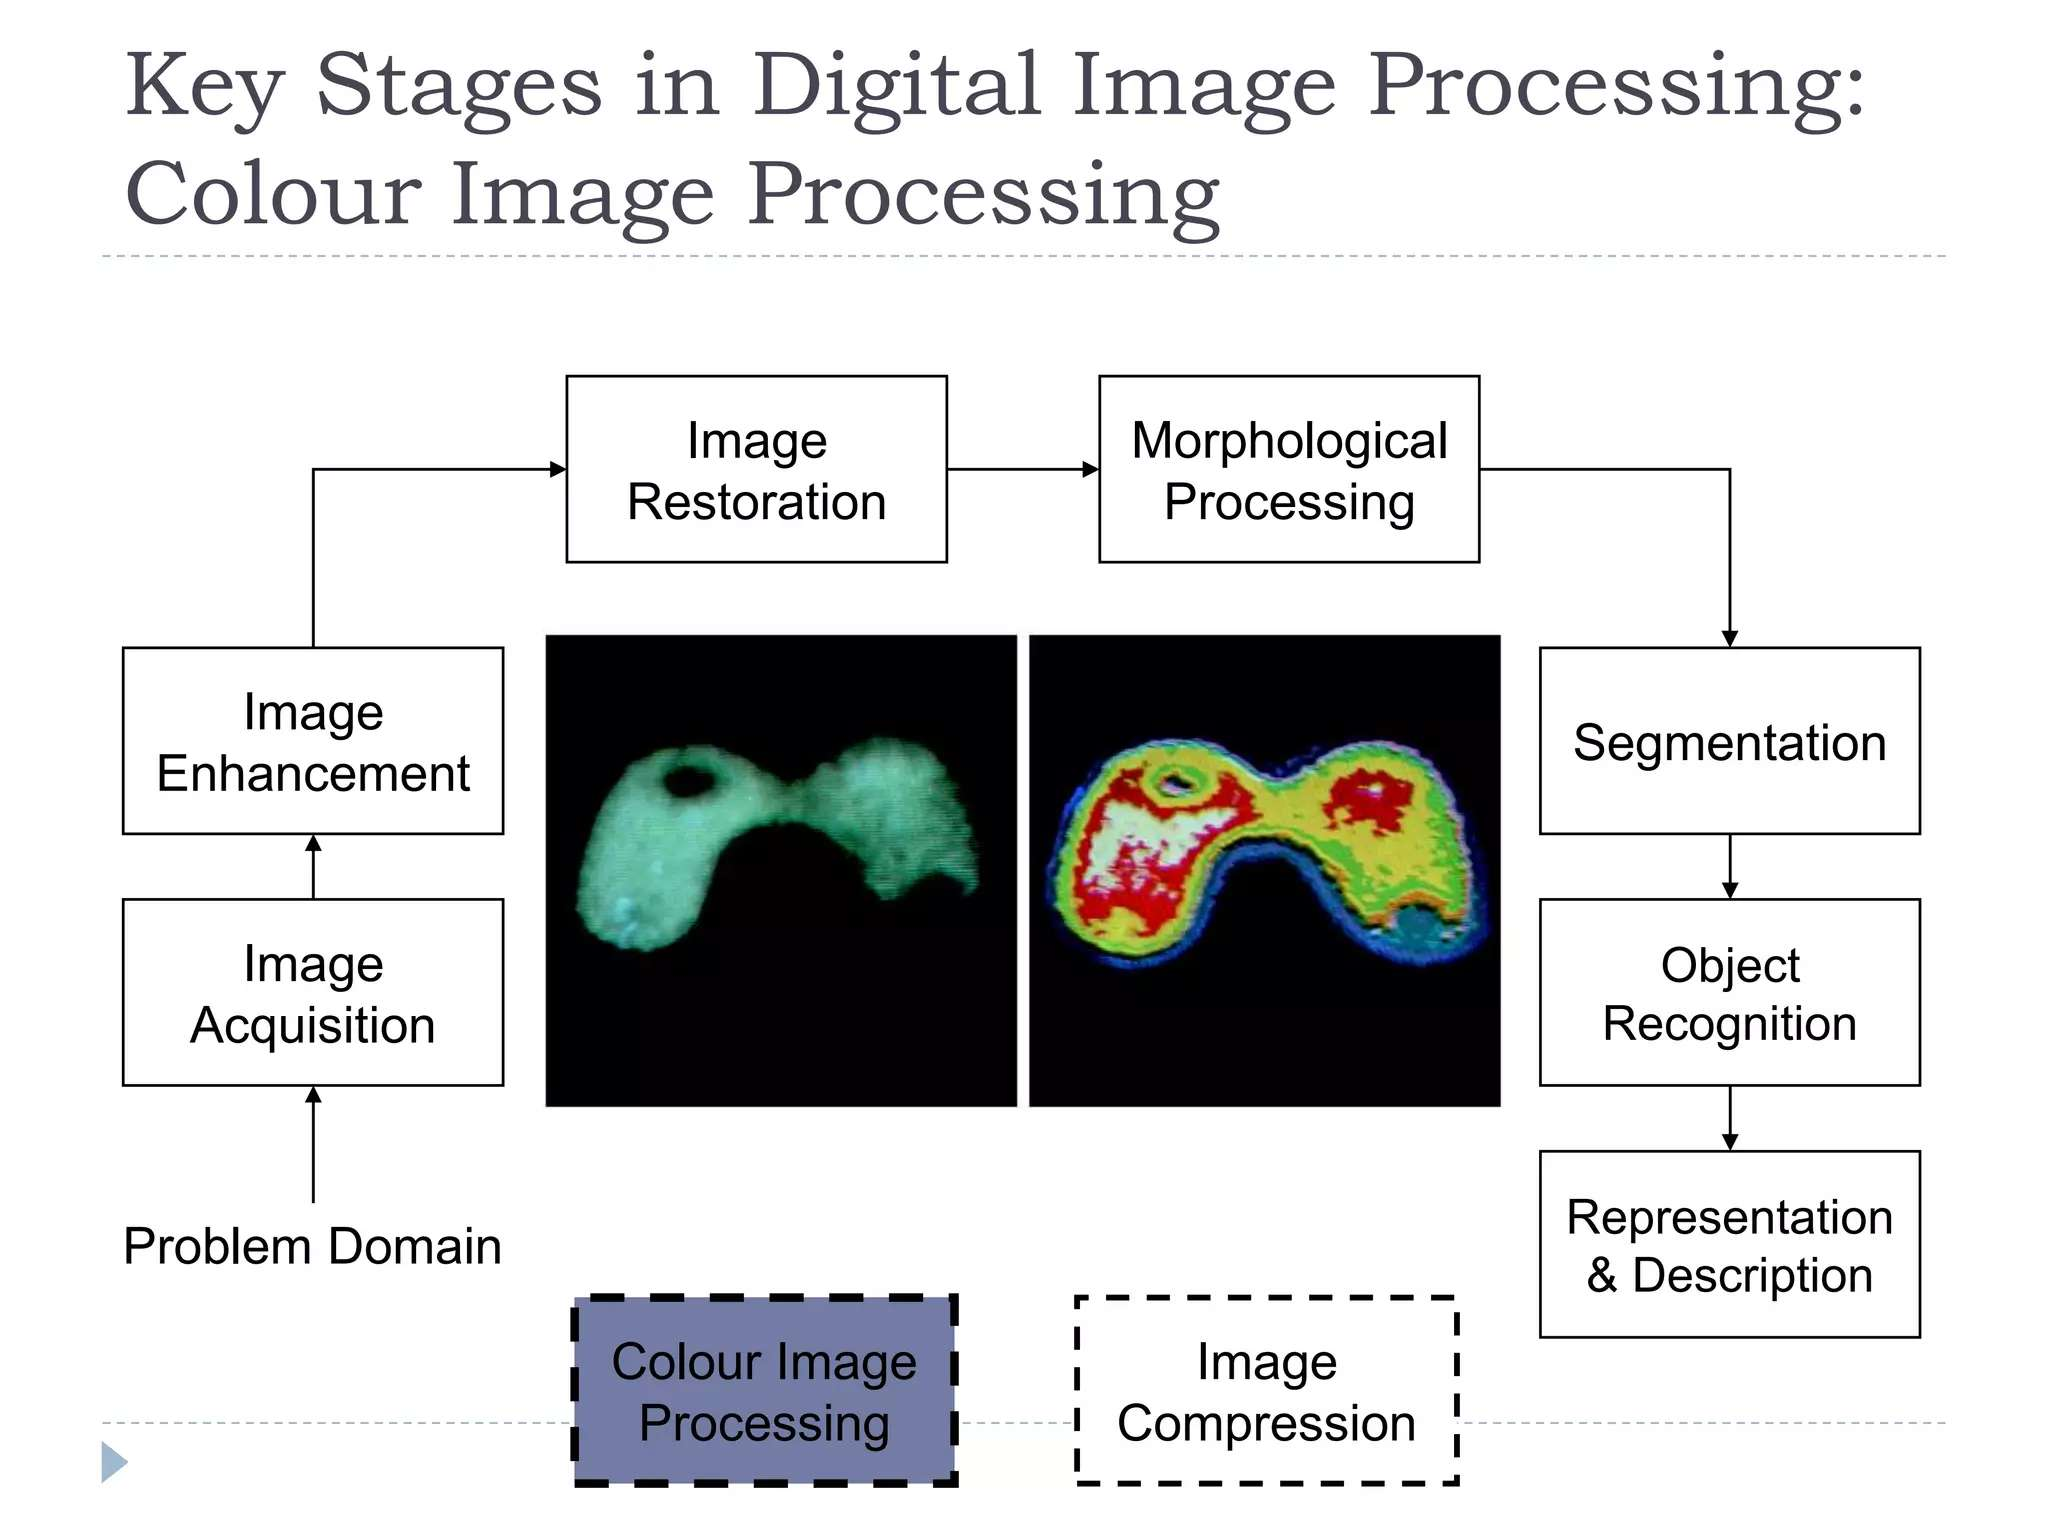 Key Stages in Digital Image Processing:
Colour Image Processing
Image
Restoration
Morphological
Processing
Image
Enhancement
Segmentation
Image
Acquisition
Object
Recognition
Problem Domain
Representation
& Description
Colour Image
Processing
Image
Compression